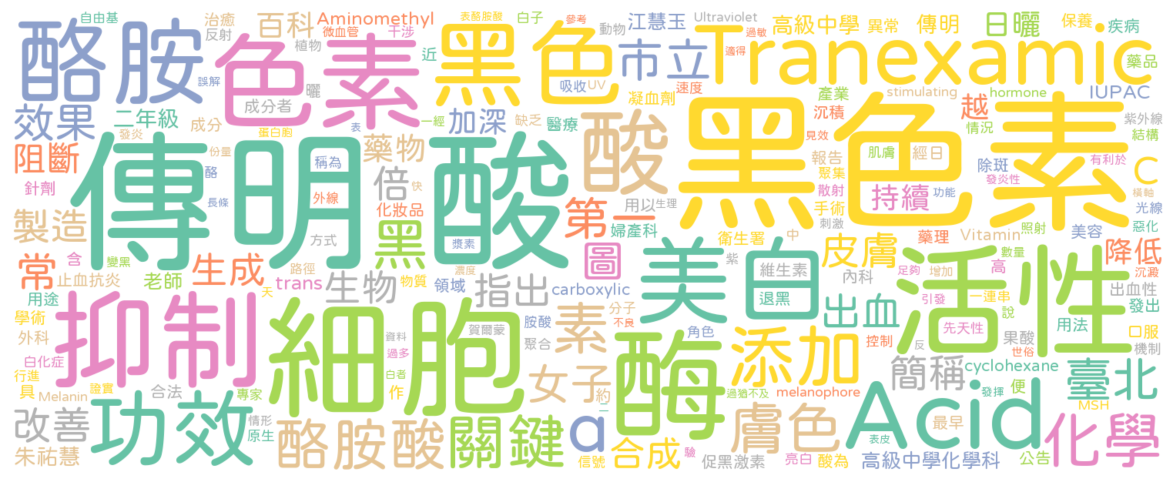 自由基 治癒 百科 Aminomethyl 表酪胺酸 白子 參考 Ultraviolet 過敏 高級中學 異常 傳明 日曬 保養 疾病
反射 植物 微血管 干涉 近 動物 江慧玉 適得 藥品
酪胺 色素 黑色 市立 Tranexamic
誤解 成分者 曬 吸收 UV 速度 產業 stimulating hormone IUPAC
效果 二年級 成分 一經 加深 缺乏 醫療 凝血劑 沉積 越 情況 紫外線
發炎 蛋白酶 表 見效 肌膚 經日 結構
阻斷 份量 稱為 藥物 酸 報告 聚集 除斑 有利於 C
針劑 酪 長條 外線 倍 快 用以 生理 散射 持續 功能 發炎性 橫軸
傳明酸 黑色素
化妝品 第一 手術 刺激 光線
製造 方式 漿素 黑 婦產科 衛生署 中 藥理 Vitamin 照射 惡化
常 含 變黑 生成 路徑 圖 紫 皮膚 高 數量 美容 降低
止血抗炎 老師 trans 物質 領域 指出 維生素 內科 足夠 增加 沉澱
用途 天 濃度 生物 carboxylic 美白 退黑 出血 引發 一連串 出血性
學術 資料 賀爾蒙 胺酸 分子 說 發出
外科 抑制 細胞 不良 素 角色 添加 控制 先天性 用法 口服
白化症 過多 聚合 酶 反 果酸 世俗 機制 活性
行進 具 證實 專家 白者 作 女子 簡稱 cyclohexane 臺北
Melanin 合法 約 過猶不及 melanophore 發揮 便 MSH
改善 功效 情形 一 膚色 Acid 最早 化學
原生 酪胺酸 關鍵 a 合成 表皮
朱祐慧 信號 驗 促黑激素 亮白 酸為 高級中學化學科 公告